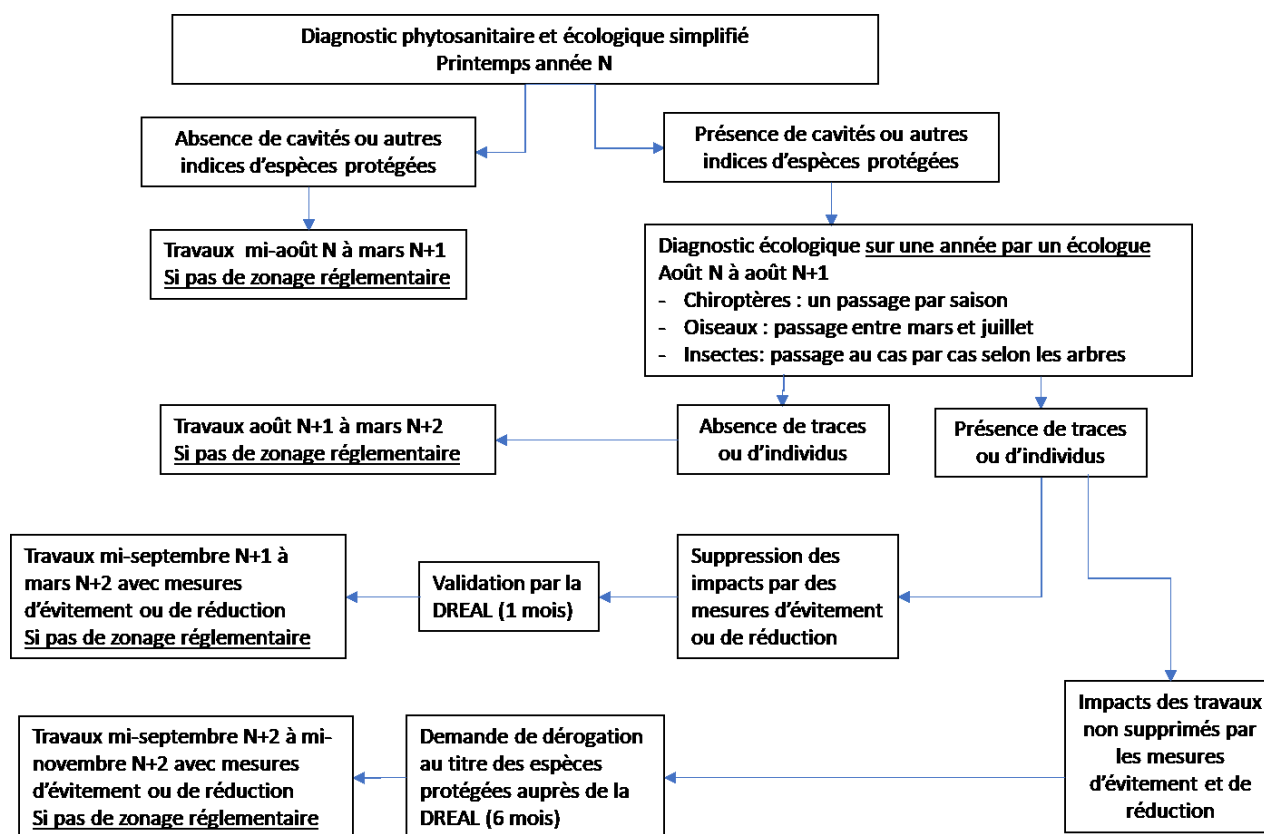 Diagnostic phytosanitaire et écologique simplifié
Printemps année N
Absence de cavités ou autres
indices d'espèces protégées
Présence de cavités ou autres
indices d'espèces protégées
Travaux mi-août N à mars N+1
Si pas de zonage réglementaire
Diagnostic écologique sur une année par un écologue
Août N à août N+1
- Chiroptères : un passage par saison
- Oiseaux : passage entre mars et juillet
- Insectes: passage au cas par cas selon les arbres
Travaux août N+1 à mars N+2
Si pas de zonage réglementaire
Absence de traces
ou d'individus
Présence de traces
ou d'individus
Travaux mi-septembre N+1 à
mars N+2 avec mesures
d'évitement ou de réduction
Si pas de zonage réglementaire
Validation par la
DREAL (1 mois)
Suppression des
impacts par des
mesures d'évitement
ou de réduction
Travaux mi-septembre N+2 à mi-
novembre N+2 avec mesures
d'évitement ou de réduction
Si pas de zonage réglementaire
Demande de dérogation
au titre des espèces
protégées auprès de la
DREAL (6 mois)
Impacts des travaux
non supprimés par
les mesures
d'évitement et de
réduction